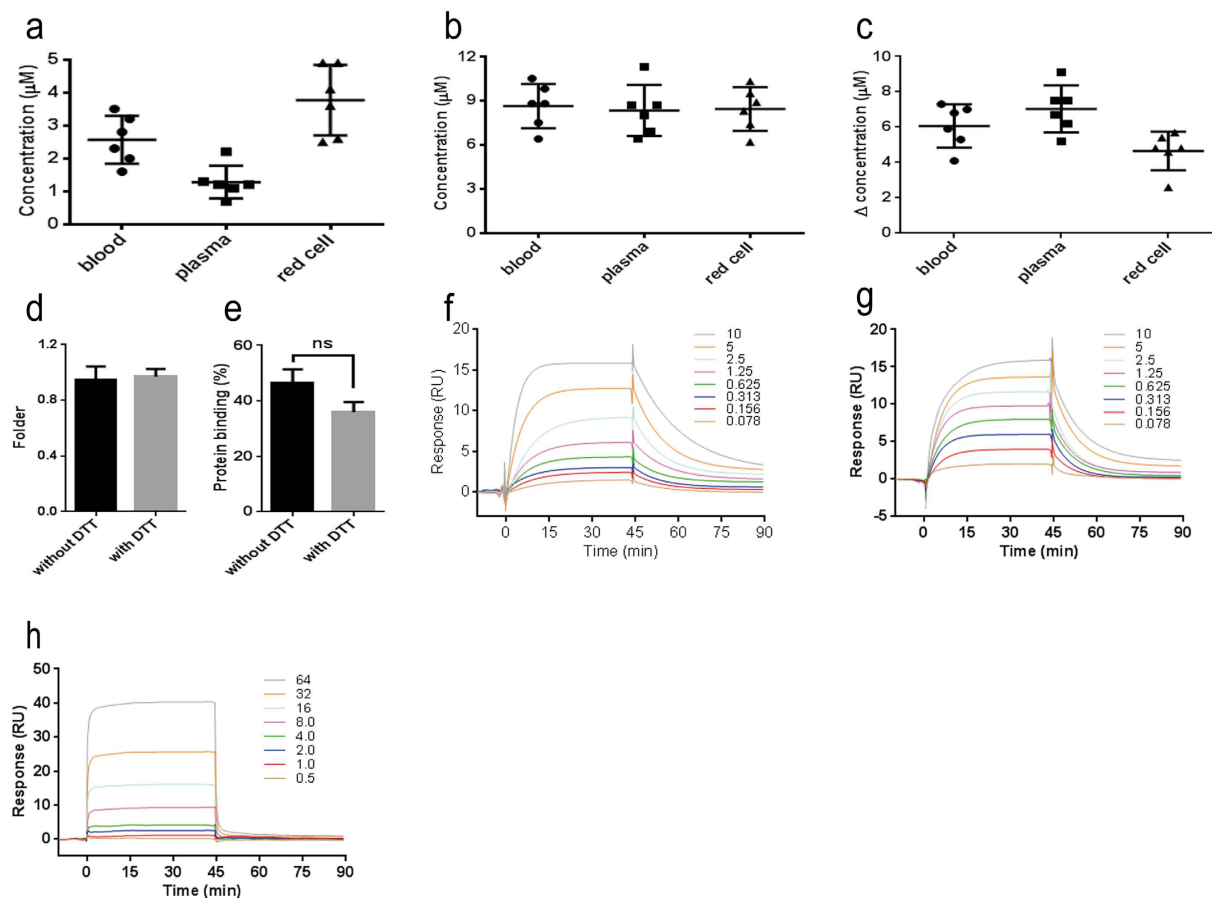 a
Concentration (µM)
5
4
3
2
1
0
blood
plasma
red cell
b
Concentration (µM)
12
9
6
3
0
blood
plasma
red cell
c
Δ concentration (µM)
10
8
6
4
2
0
blood
plasma
red cell
d
Folder
1.2
0.8
0.4
0.0
without DTT
with DTT
e
Protein binding (%)
60
40
20
0
ns
without DTT
with DTT
f
Response (RU)
20
15
10
5
0
10
5
2.5
1.25
0.625
0.313
0.156
0.078
0 15 30 45 60 75 90
Time (min)
g
Response (RU)
20
15
10
5
0
-5
10
5
2.5
1.25
0.625
0.313
0.156
0.078
0 15 30 45 60 75 90
Time (min)
h
Response (RU)
50
40
30
20
10
0
64
32
16
8.0
4.0
2.0
1.0
0.5
0 15 30 45 60 75 90
Time (min)